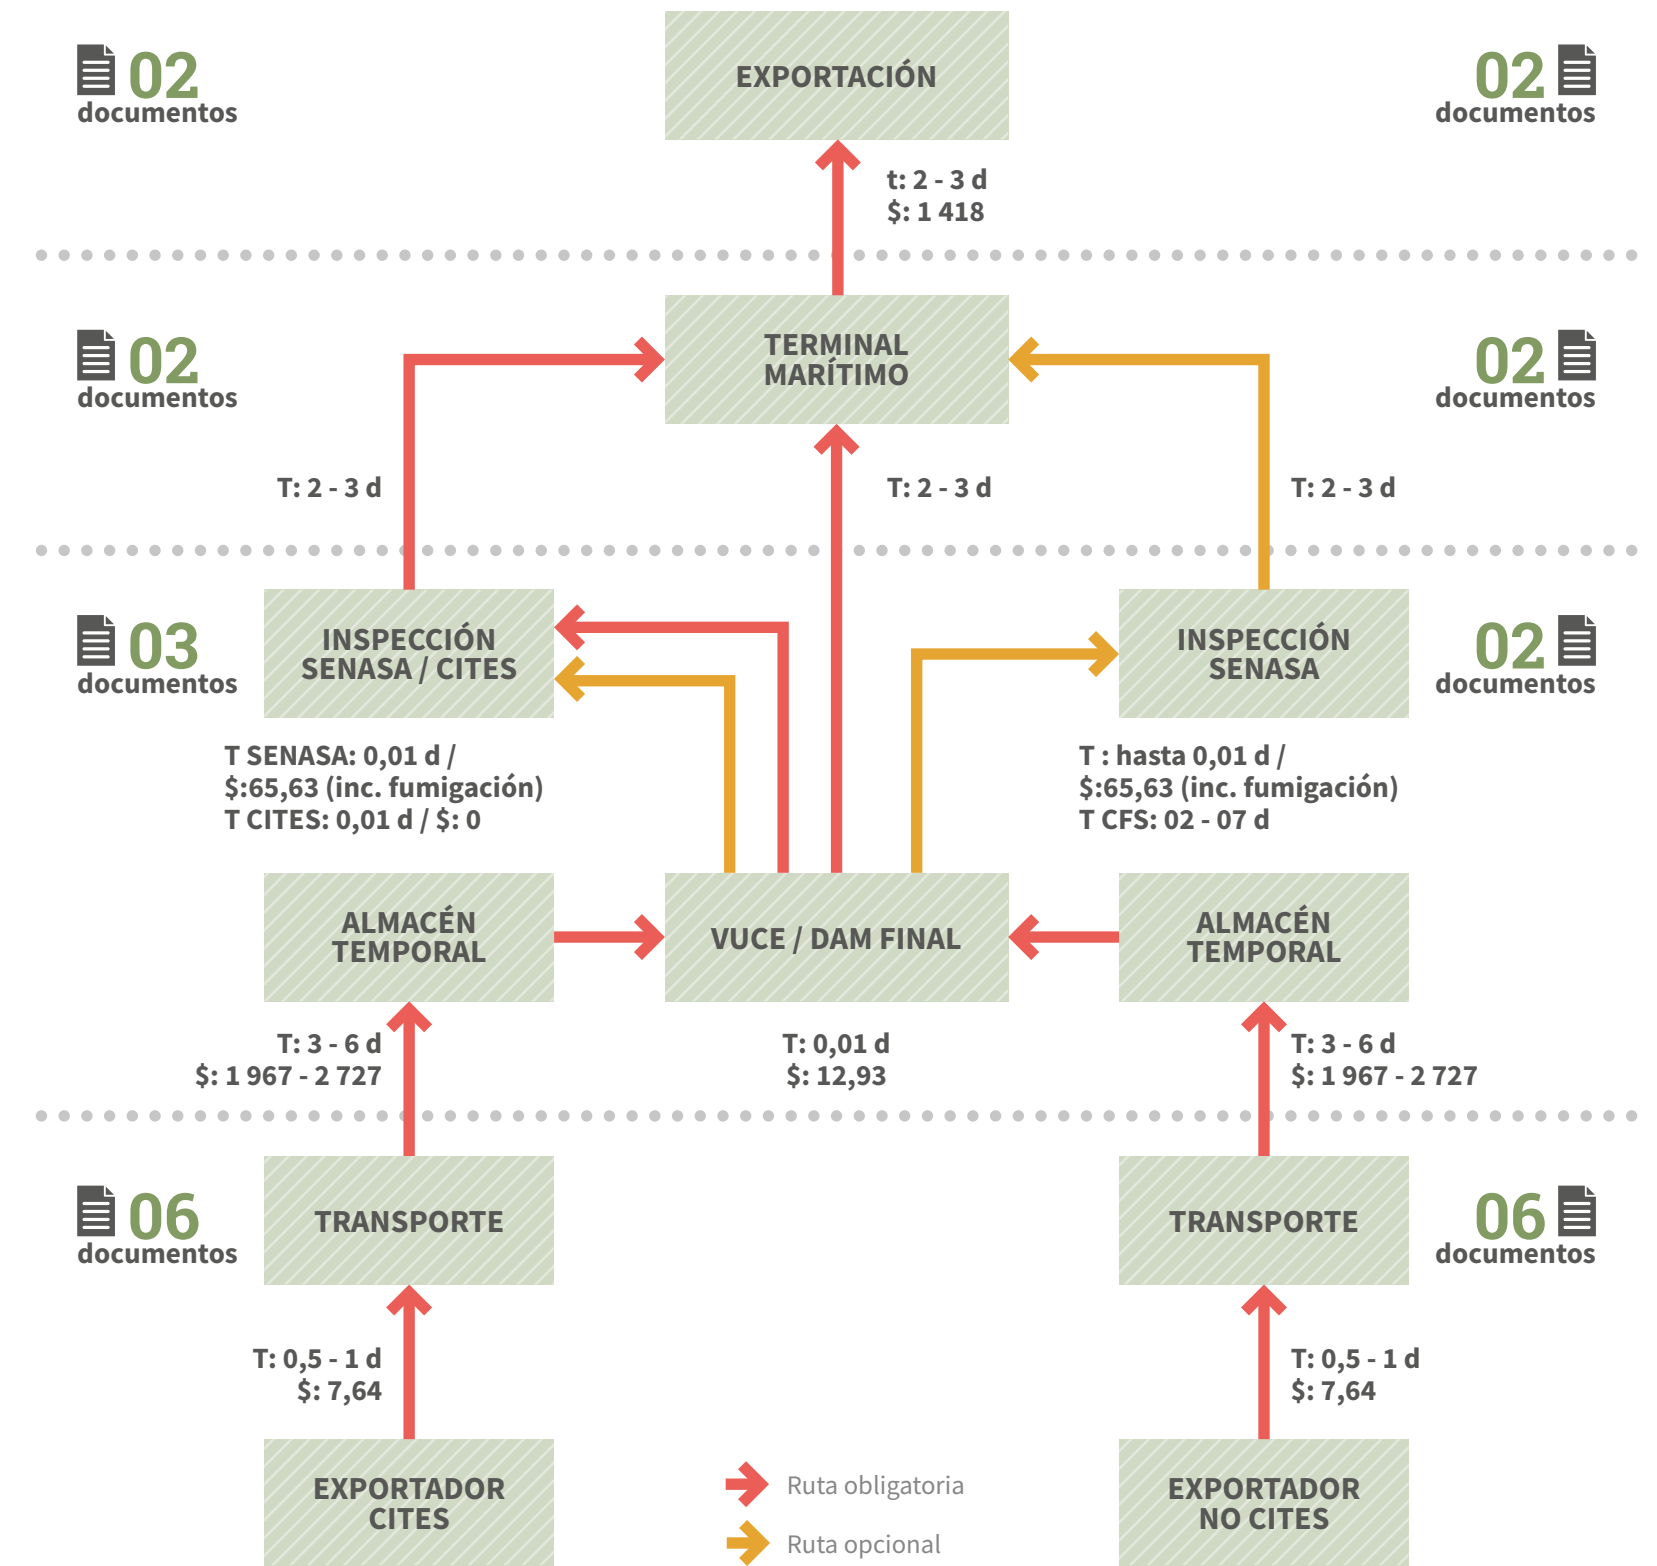 02
documentos
EXPORTACIÓN
02
documentos
t: 2 - 3 d
$: 1 418
02
documentos
TERMINAL
MARÍTIMO
02
documentos
T: 2 - 3 d
T: 2 - 3 d
T: 2 - 3 d
03
documentos
INSPECCIÓN
SENASA / CITES
INSPECCIÓN
SENASA
02
documentos
T SENASA: 0,01 d /
$:65,63 (inc. fumigación)
T CITES: 0,01 d / $: 0
T : hasta 0,01 d /
$:65,63 (inc. fumigación)
T CFS: 02 - 07 d
ALMACÉN
TEMPORAL
VUCE / DAM FINAL
ALMACÉN
TEMPORAL
T: 3 - 6 d
$: 1 967 - 2 727
T: 0,01 d
$: 12,93
T: 3 - 6 d
$: 1 967 - 2 727
06
documentos
TRANSPORTE
TRANSPORTE
06
documentos
T: 0,5 - 1 d
$: 7,64
T: 0,5 - 1 d
$: 7,64
EXPORTADOR
CITES
Ruta obligatoria
Ruta opcional
EXPORTADOR
NO CITES